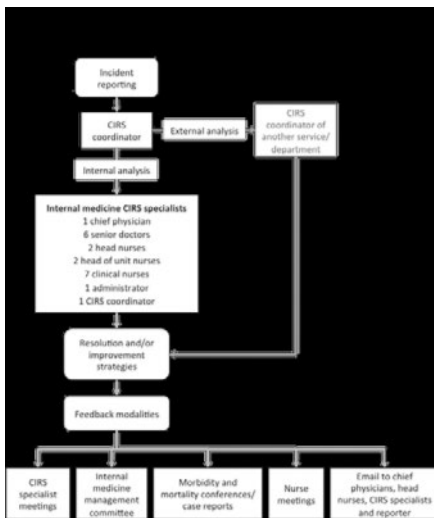 Incident
reporting
CIRS
coordinator
External analysis
CIRS
coordinator of
another service/
department
Internal analysis
Internal medicine CIRS specialists
1 chief physician
6 senior doctors
2 head nurses
2 head of unit nurses
7 clinical nurses
1 administrator
1 CIRS coordinator
Resolution and/or
improvement
strategies
Feedback modalities
CIRS
specialist
meetings
Internal
medicine
management
committee
Morbidity and
mortality conferences/
case reports
Nurse
meetings
Email to chief
physicians, head
nurses, CIRS specialists
and reporter